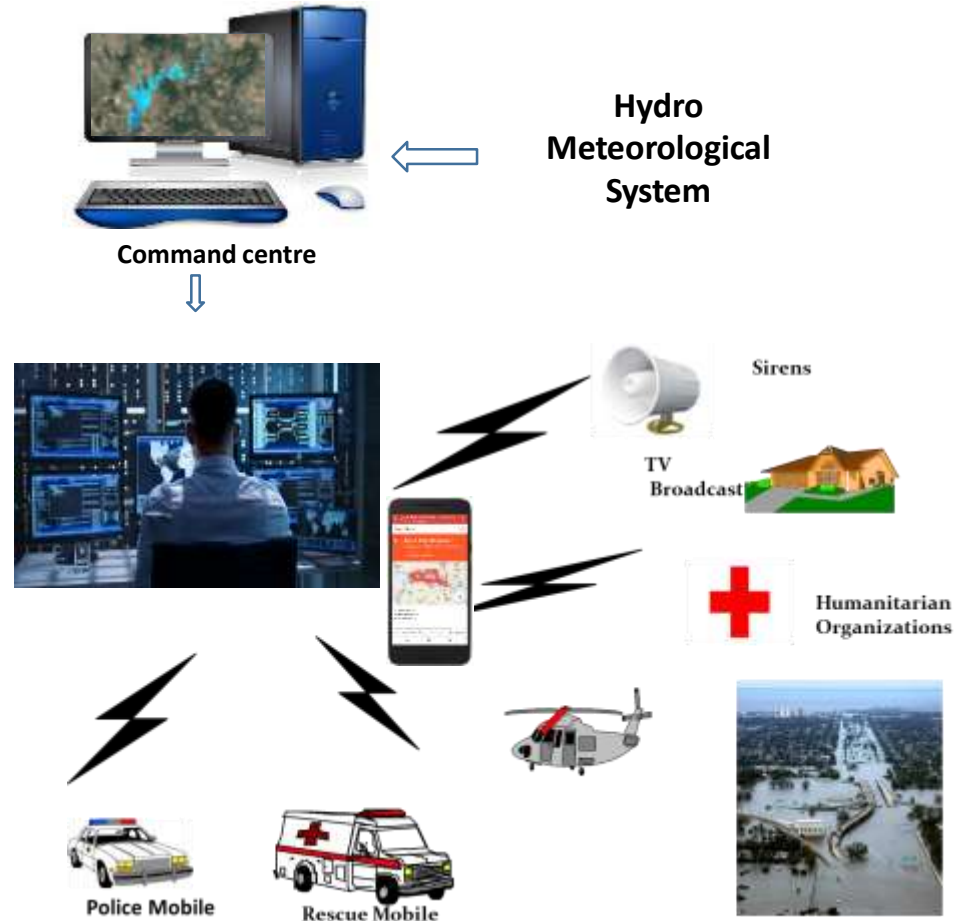 Hydro
Meteorological
System
Command centre
Sirens
TV
Broadcast
Humanitarian
Organizations
Police Mobile
Rescue Mobile